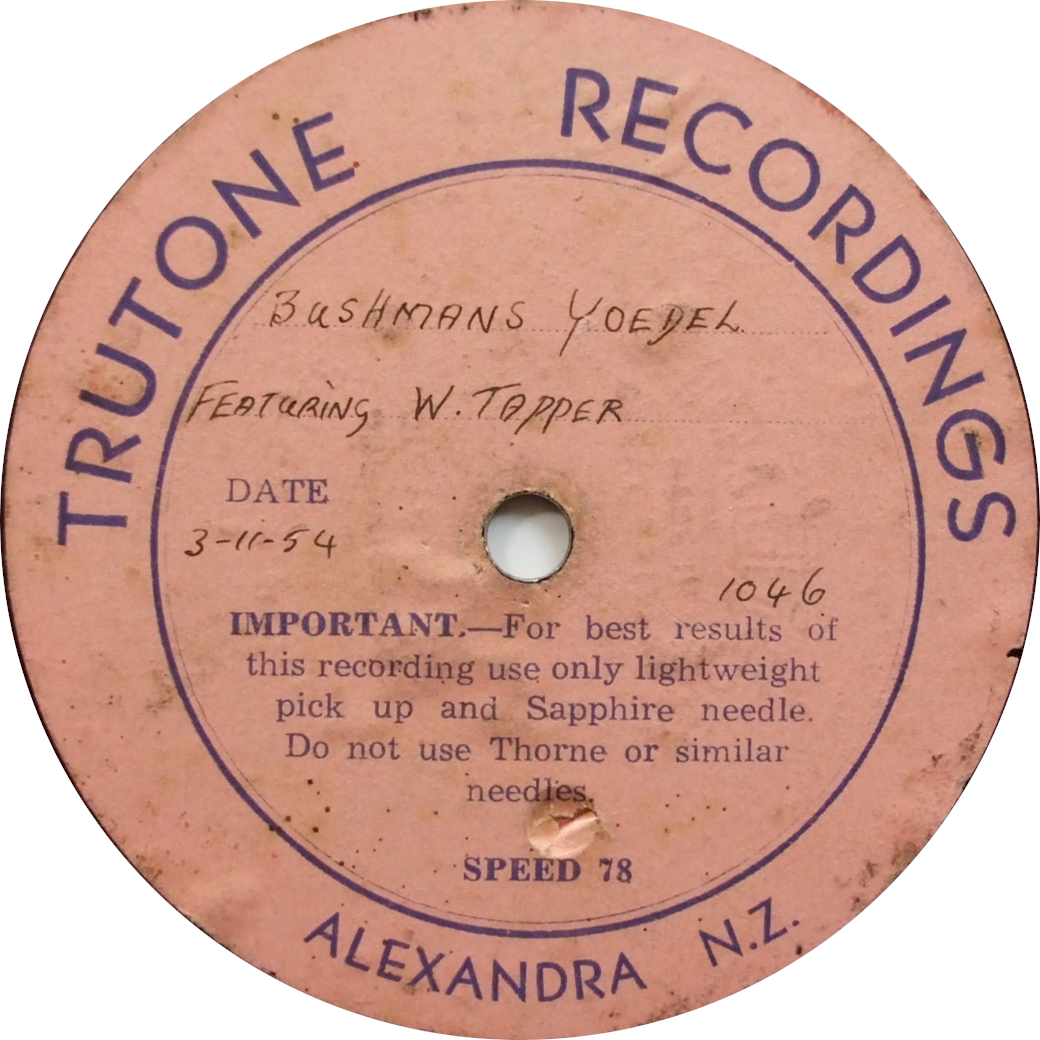 TRUTONE RECORDINGS
BUSHMANS YOEDEL
FEATURING W. TAPPER
DATE
3-11-54
1046
IMPORTANT.—For best results of
this recording use only lightweight
pick up and Sapphire needle.
Do not use Thorne or similar
needles.
SPEED 78
ALEXANDRA N.Z.